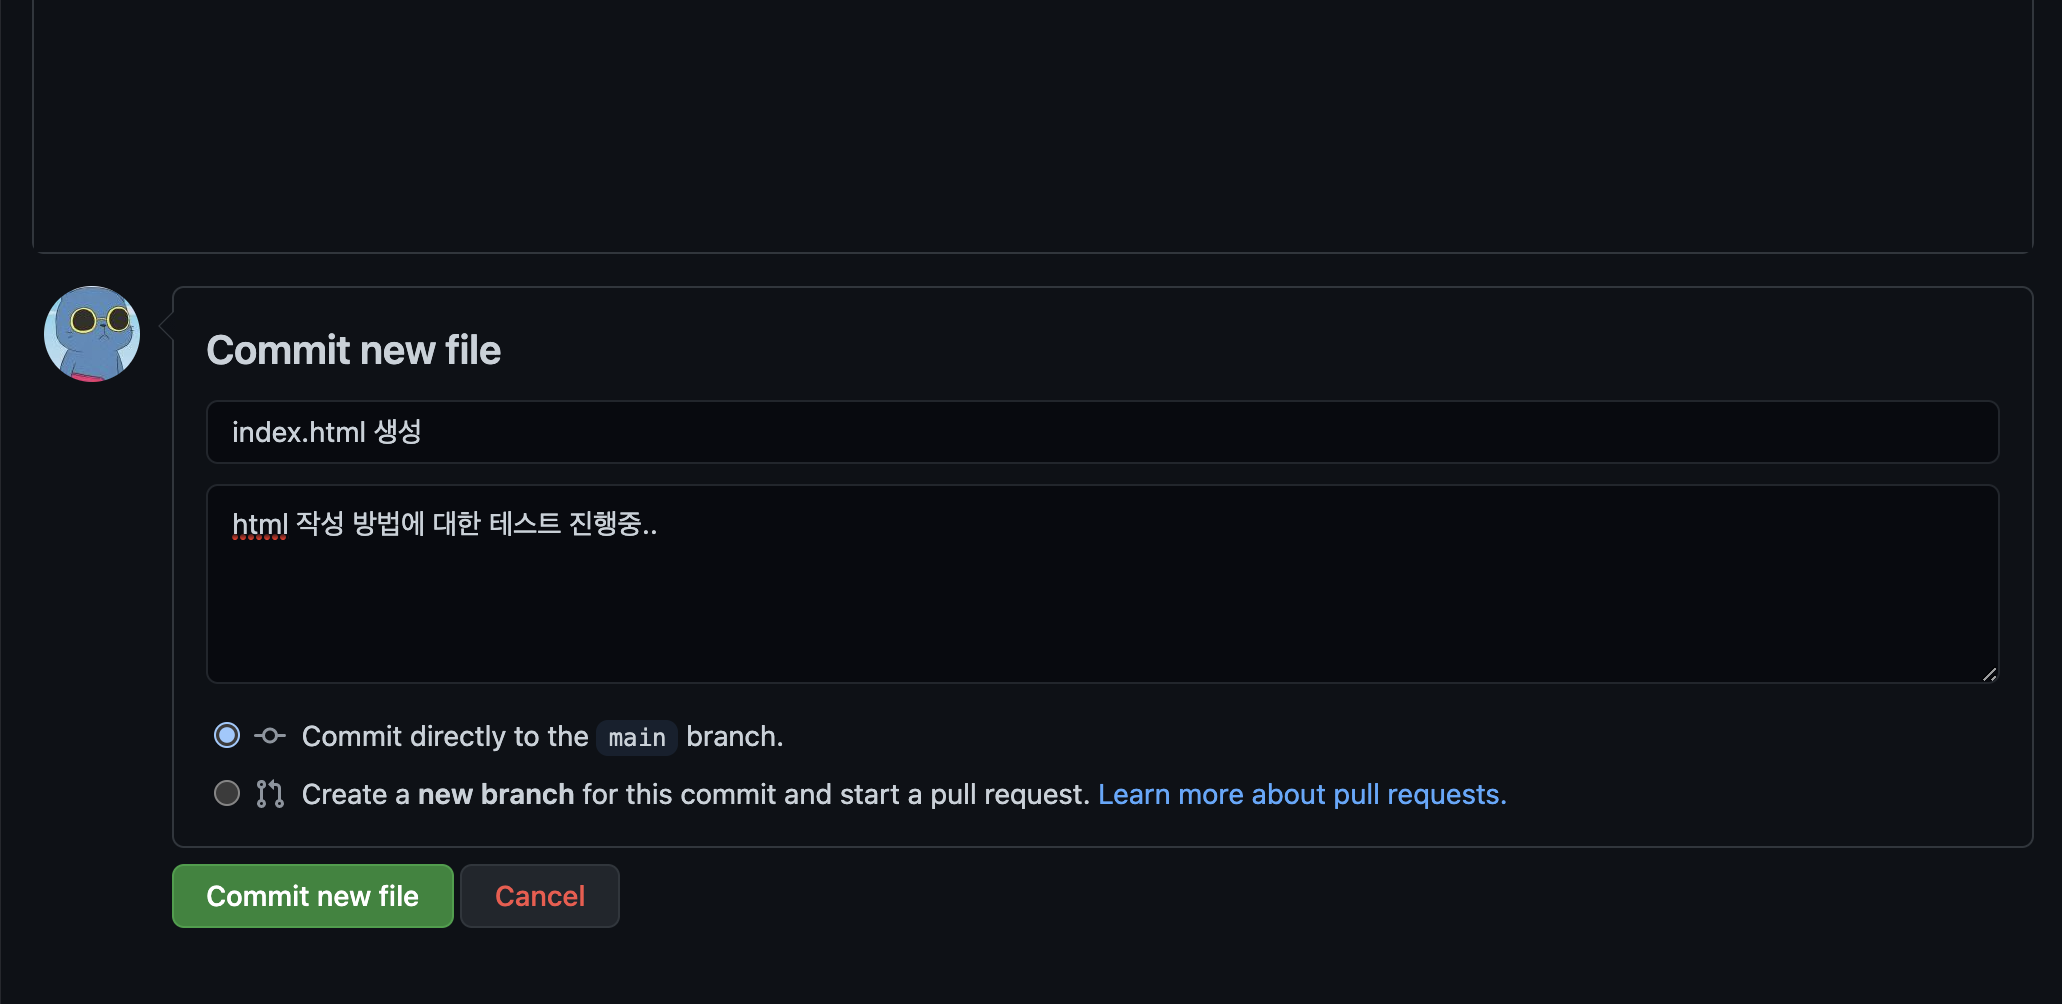 Commit new file
index.html 생성
html 작성 방법에 대한 테스트 진행중..
Commit directly to the main branch.
Create a new branch for this commit and start a pull request. Learn more about pull requests.
Commit new file Cancel